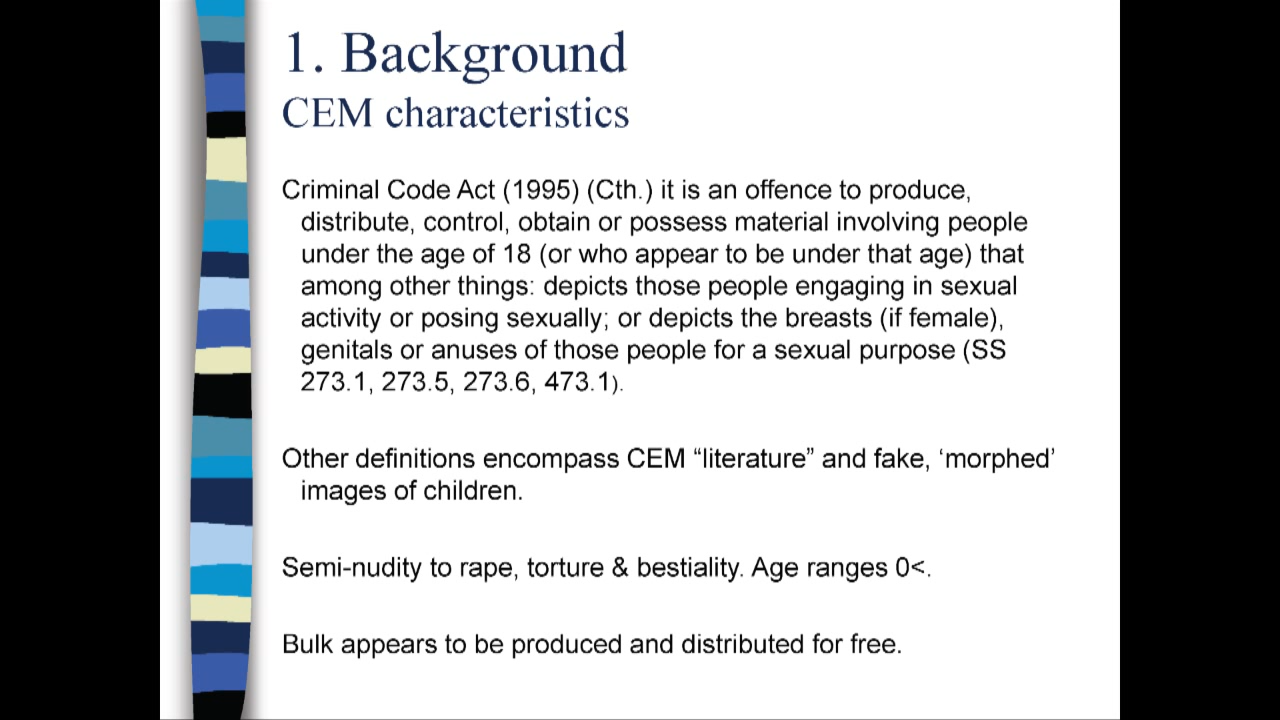 1. Background
CEM characteristics
Criminal Code Act (1995) (Cth.) it is an offence to produce,
distribute, control, obtain or possess material involving people
under the age of 18 (or who appear to be under that age) that
among other things: depicts those people engaging in sexual
activity or posing sexually; or depicts the breasts (if female),
genitals or anuses of those people for a sexual purpose (SS
273.1, 273.5, 273.6, 473.1).
Other definitions encompass CEM “literature” and fake, ‘morphed’
images of children.
Semi-nudity to rape, torture & bestiality. Age ranges 0<.
Bulk appears to be produced and distributed for free.